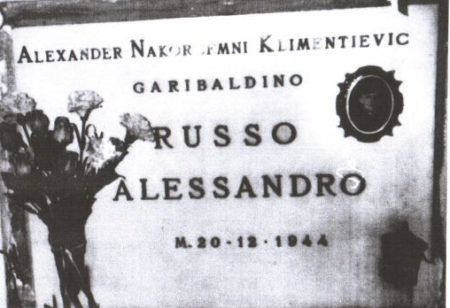 ALEXANDER KLIMENTIEVIC
GARIBALDINO
RUSSO
ALESSANDRO
M. 20-12-1944